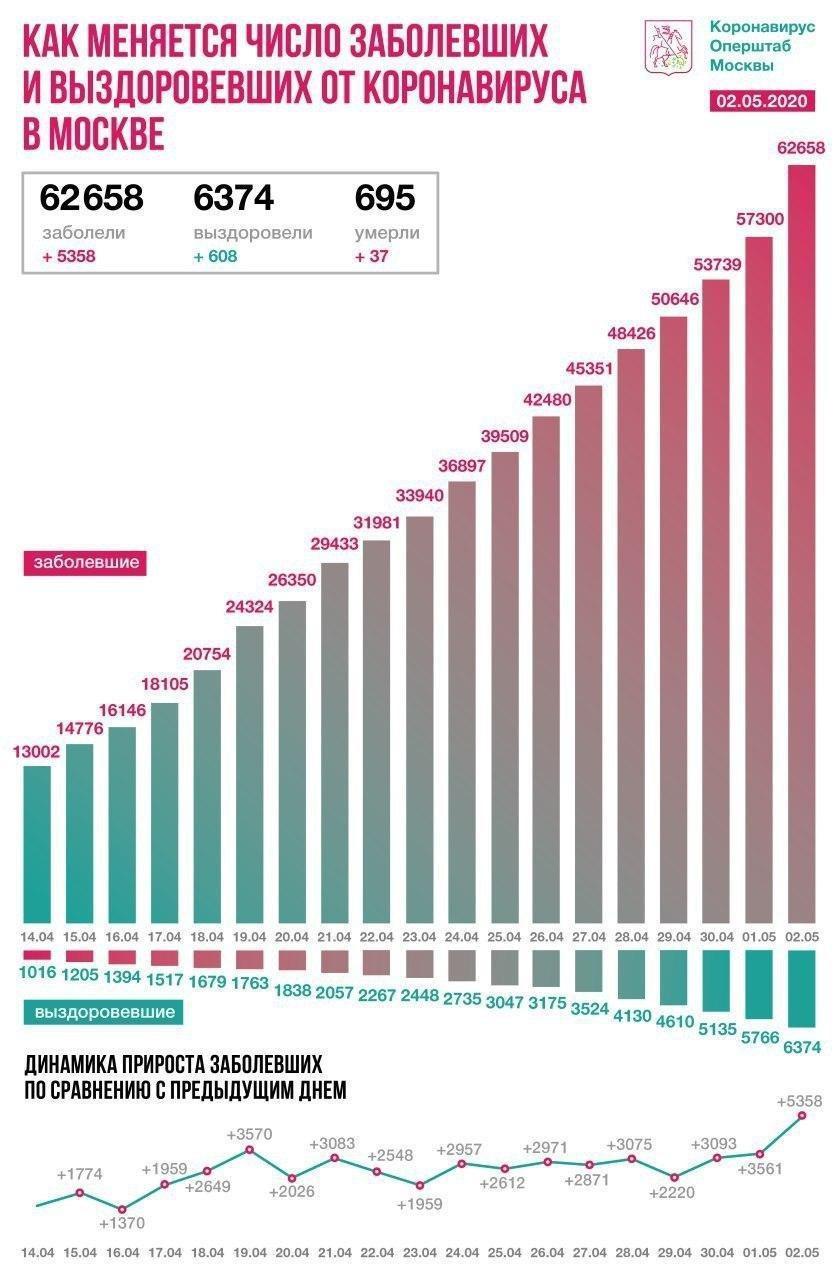 КАК МЕНЯЕТСЯ ЧИСЛО ЗАБОЛЕВШИХ
И ВЫЗДОРОВЕВШИХ ОТ КОРОНАВИРУСА
В МОСКВЕ
Коронавирус
Оперштаб
Москвы
02.05.2020
62658 6374 695
заболели выздоровели умерли
+ 5358 + 608 + 37
62658
57300
53739
50646
48426
45351
42480
39509
36897
33940
31981
29433
26350
24324
20754
18105
16146
14776
13002
заболевшие
14.04 15.04 16.04 17.04 18.04 19.04 20.04 21.04 22.04 23.04 24.04 25.04 26.04 27.04 28.04 29.04 30.04 01.05 02.05
1016 1205 1394 1517 1679 1763 1838 2057 2267 2448 2735 3047 3175 3524 4130 4610 5135 5766 6374
выздоровевшие
ДИНАМИКА ПРИРОСТА ЗАБОЛЕВШИХ
ПО СРАВНЕНИЮ С ПРЕДЫДУЩИМ ДНЕМ
+1774 +1370 +1959 +2649 +3570 +2026 +3083 +2548 +1959 +2957 +2612 +2971 +2871 +3075 +2220 +3093 +3561 +5358
14.04 15.04 16.04 17.04 18.04 19.04 20.04 21.04 22.04 23.04 24.04 25.04 26.04 27.04 28.04 29.04 30.04 01.05 02.05